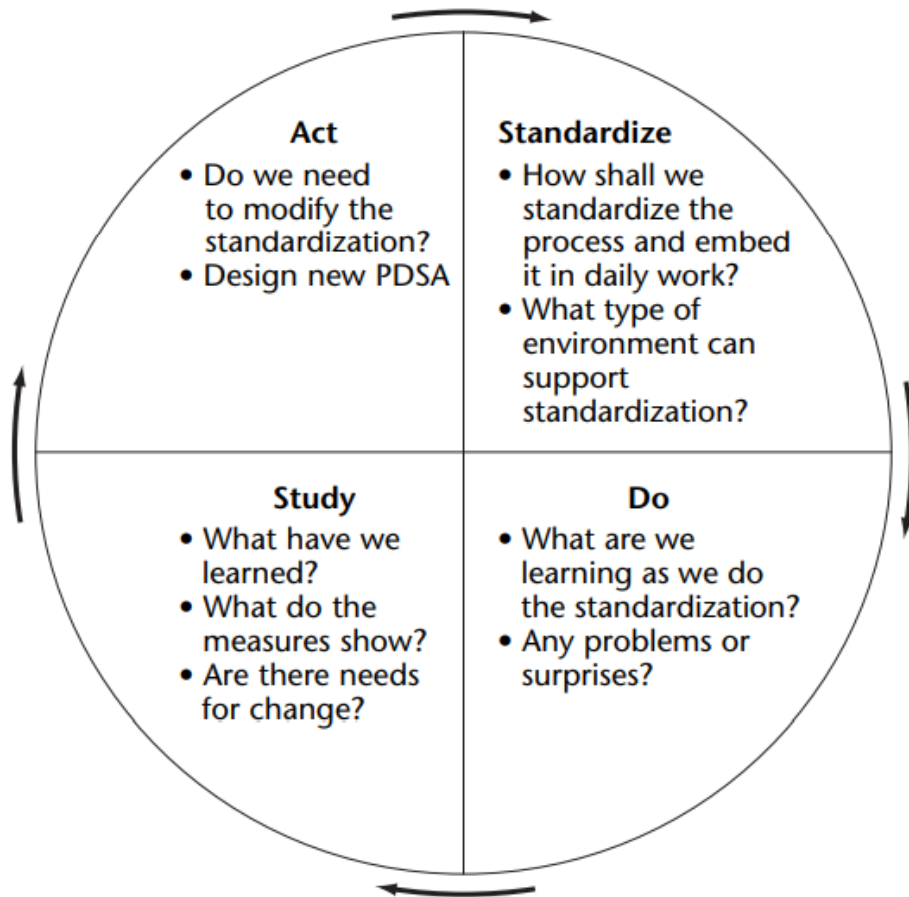 Act
• Do we need
to modify the
standardization?
• Design new PDSA
Standardize
• How shall we
standardize the
process and embed
it in daily work?
• What type of
environment can
support
standardization?
Study
• What have we
learned?
• What do the
measures show?
• Are there needs
for change?
Do
• What are we
learning as we do
the standardization?
• Any problems or
surprises?